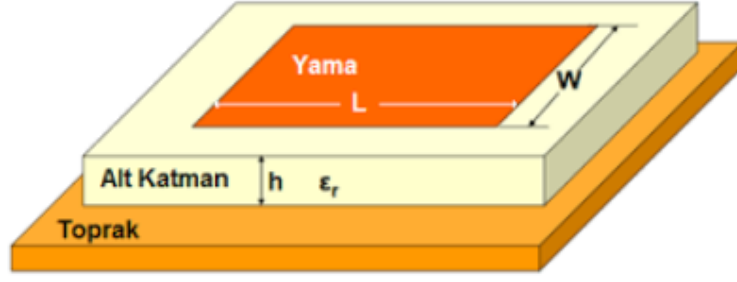 Yama
L
W
Alt Katman
h
εr
Toprak